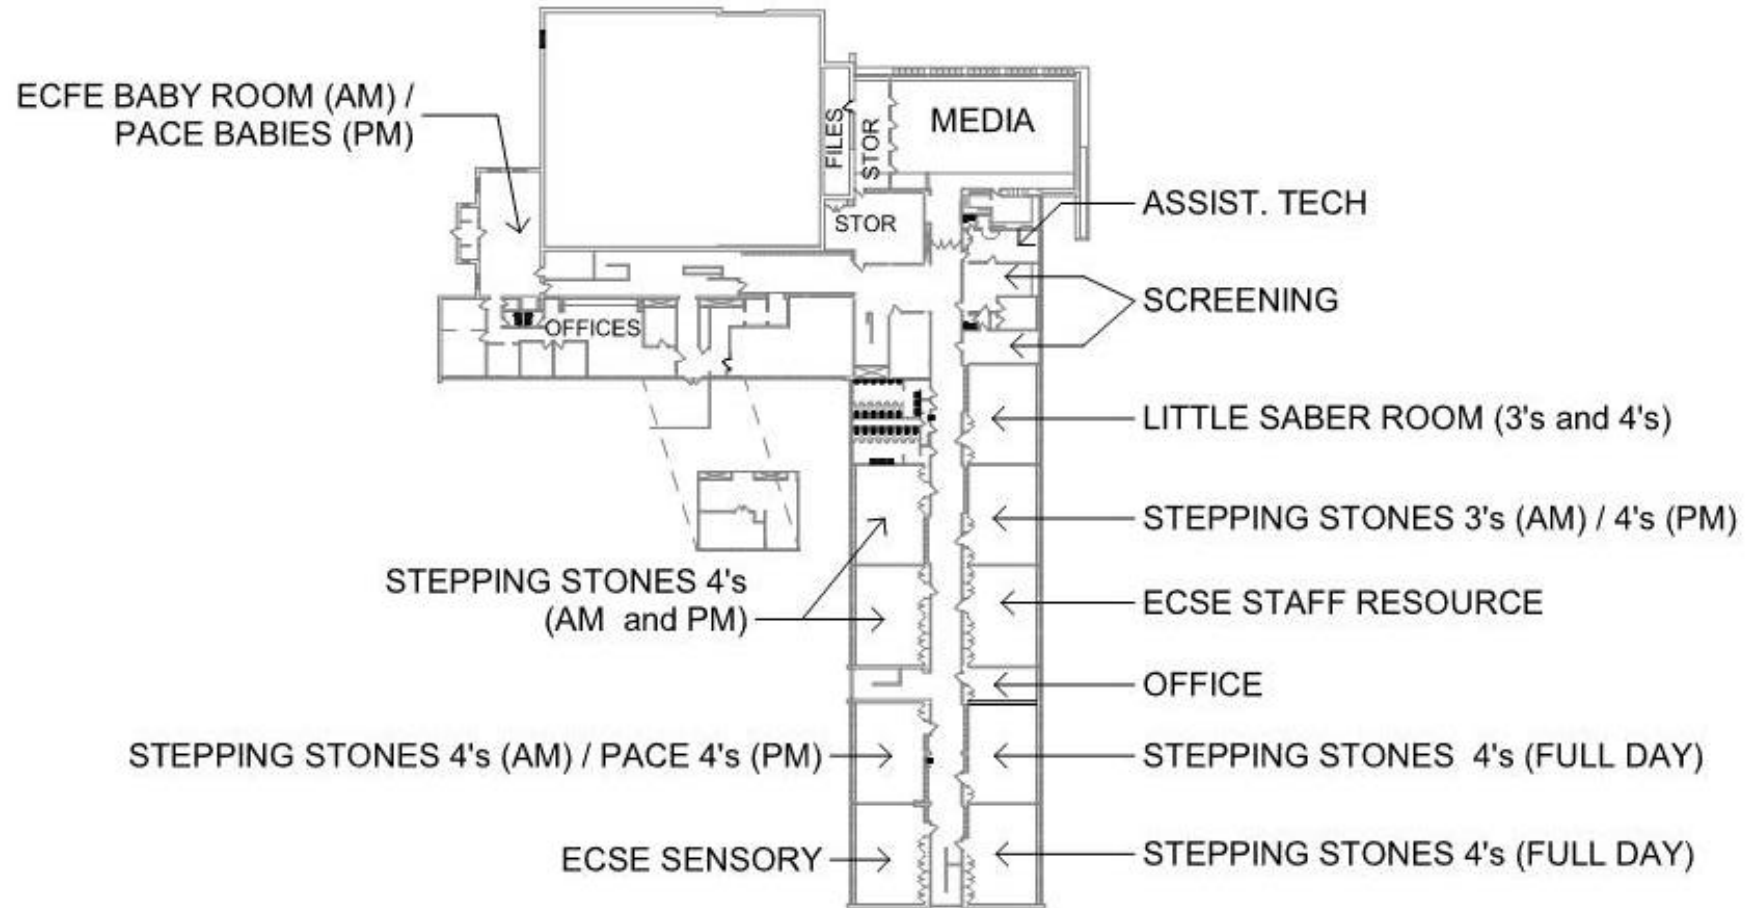 ECFE BABY ROOM (AM) /
PACE BABIES (PM)
FILES
STOR
MEDIA
STOR
ASSIST. TECH
SCREENING
OFFICES
LITTLE SABER ROOM (3's and 4's)
STEPPING STONES 3's (AM) / 4's (PM)
STEPPING STONES 4's
(AM and PM)
ECSE STAFF RESOURCE
OFFICE
STEPPING STONES 4's (AM) / PACE 4's (PM)
STEPPING STONES 4's (FULL DAY)
ECSE SENSORY
STEPPING STONES 4's (FULL DAY)